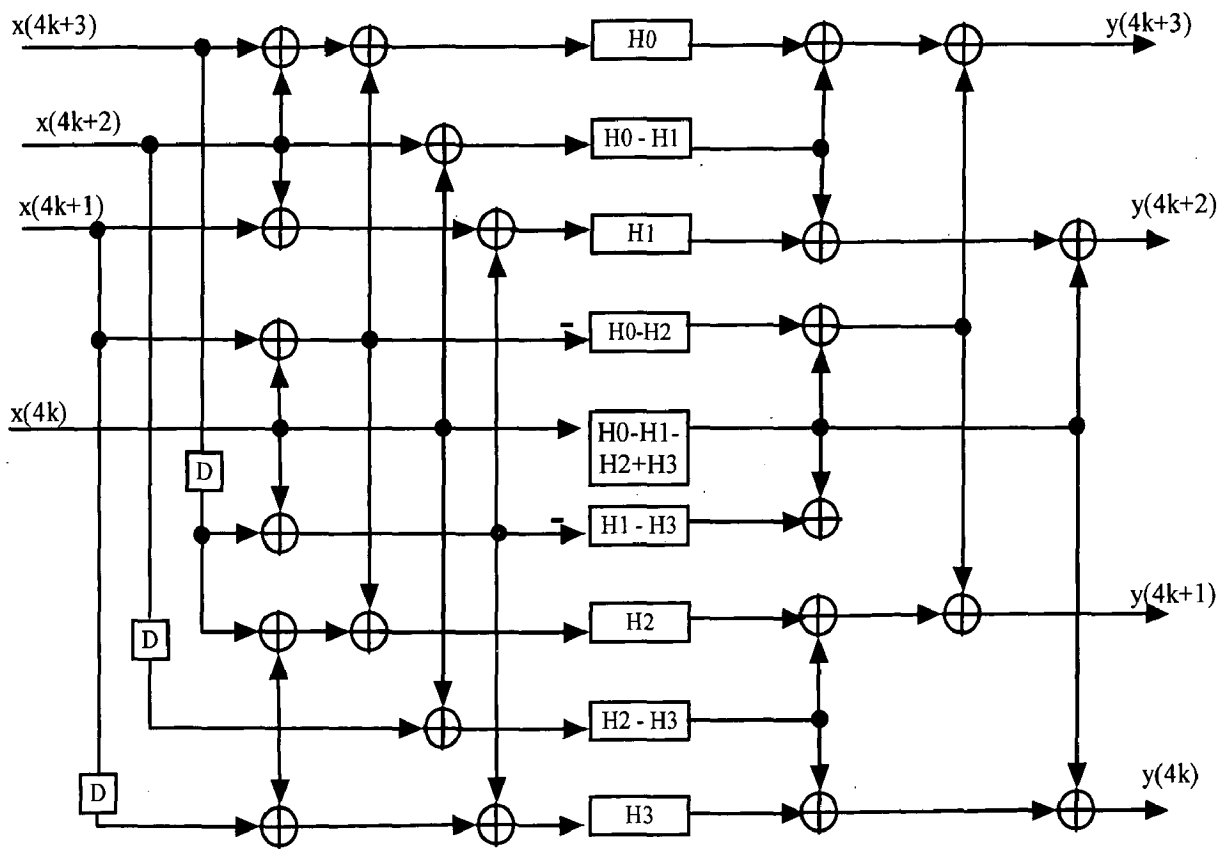 x(4k+3)
H0
y(4k+3)
x(4k+2)
H0 - H1
x(4k+1)
H1
y(4k+2)
-
H0-H2
x(4k)
H0-H1-
H2+H3
D
-
H1 - H3
H2
y(4k+1)
D
H2 - H3
D
H3
y(4k)